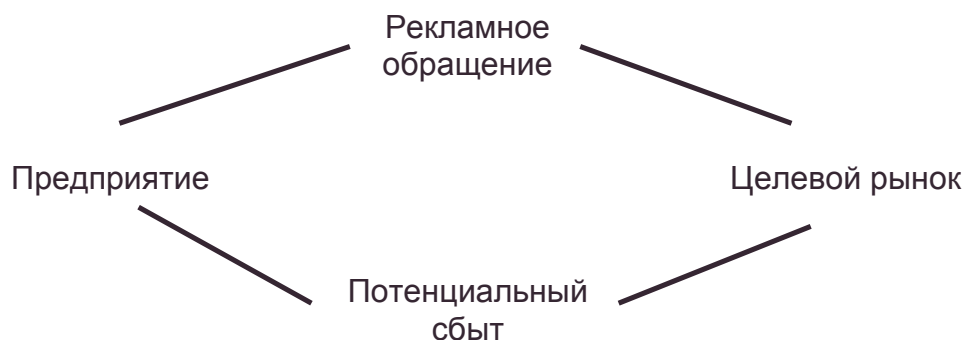 Рекламное
обращение
Предприятие
Целевой рынок
Потенциальный
сбыт